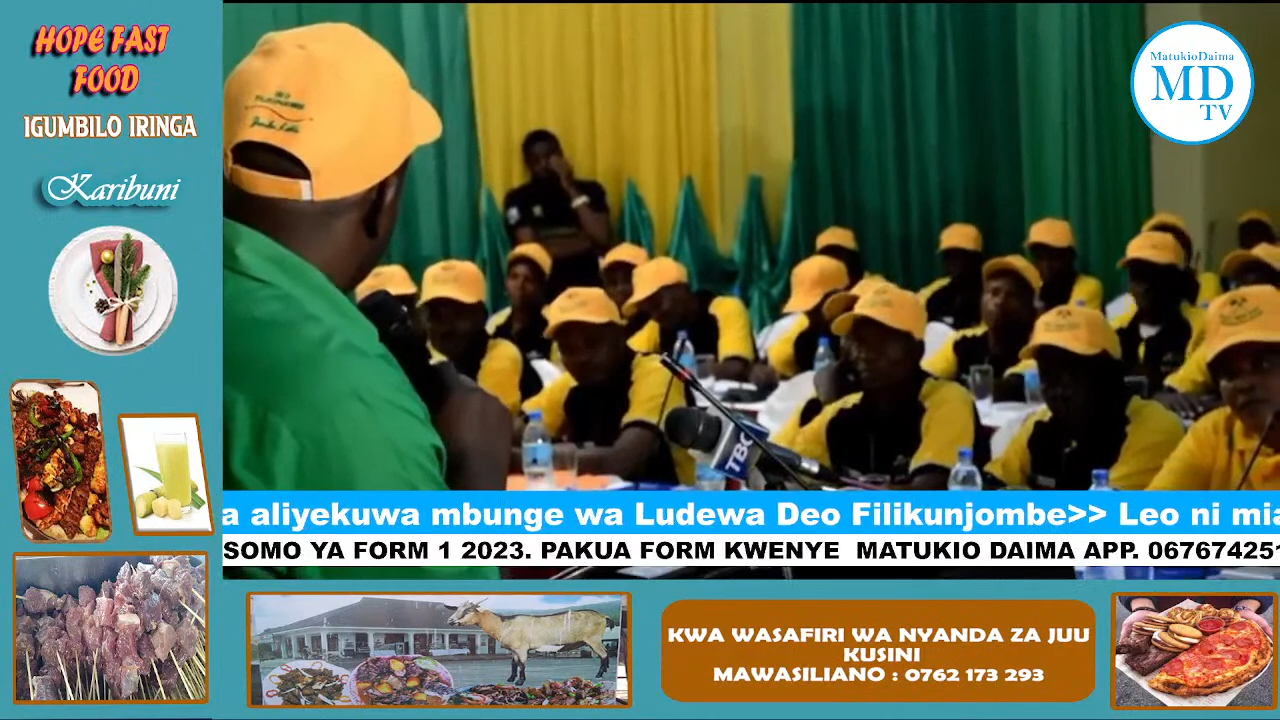 HOPE FAST
FOOD
IGUMBILO IRINGA
Karibuni
MatukioDaima
MD
TV
TBC
a aliyekuwa mbunge wa Ludewa Deo Filikunjombe>> Leo ni mia
SOMO YA FORM 1 2023. PAKUA FORM KWENYE MATUKIO DAIMA APP. 067674251
KWA WASAFIRI WA NYANDA ZA JUU
KUSINI
MAWASILIANO : 0762 173 293